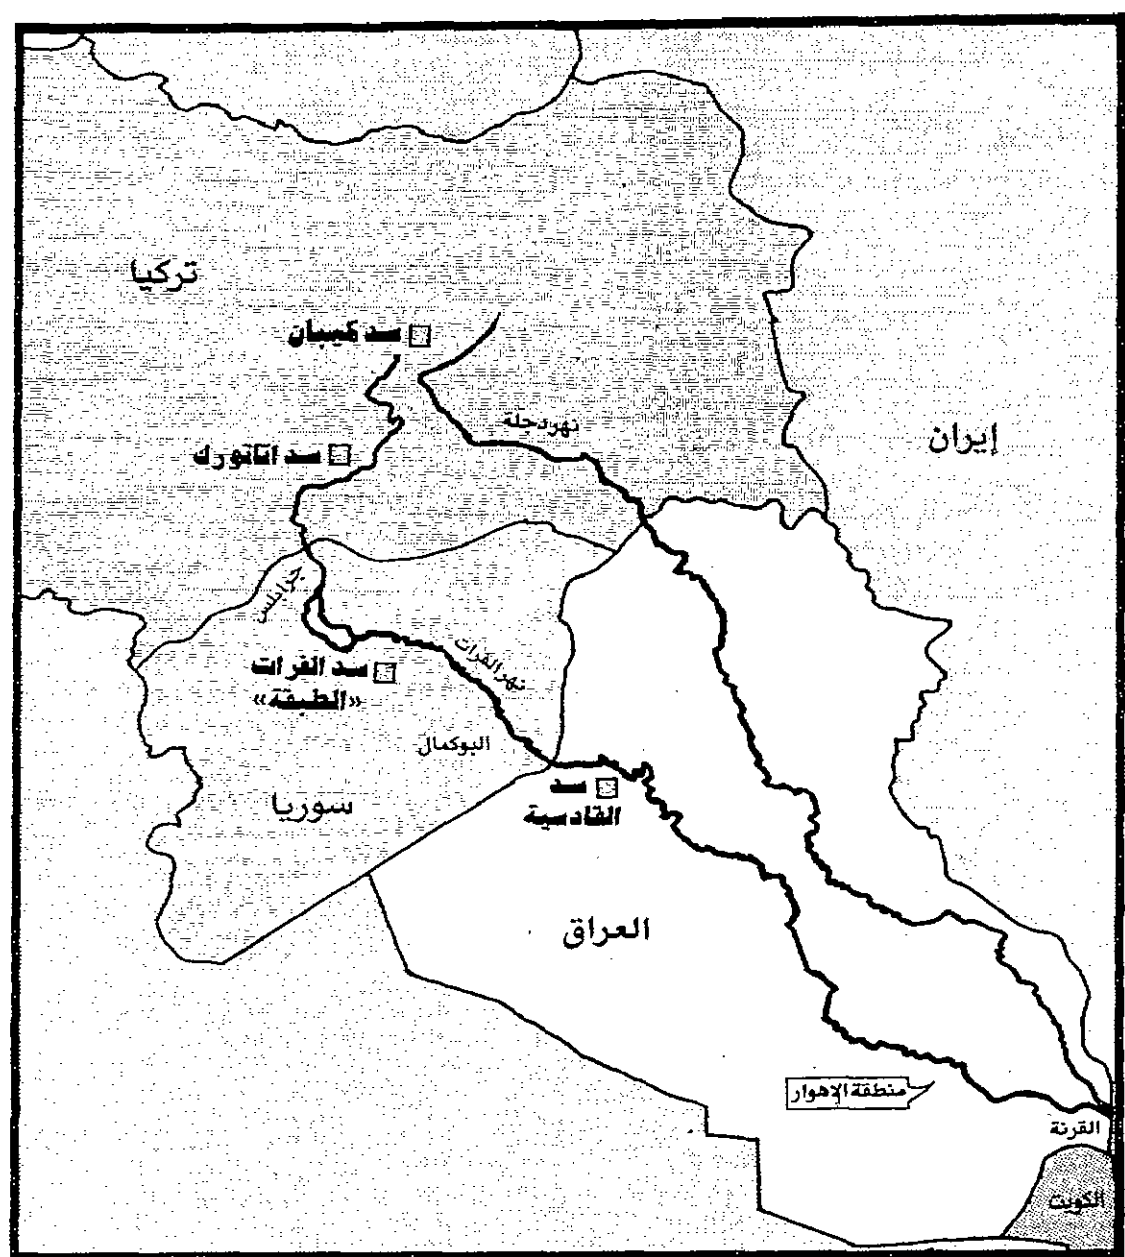 تركيا
سد كيبان
نهر دجلة
إيران
سد اتاتورك
جرابلس
سد الفرات
«الطبقة»
نهر الفرات
البوكمال
سوريا
سد
القادسية
العراق
منطقة الاهوار
القرنة
الكويت